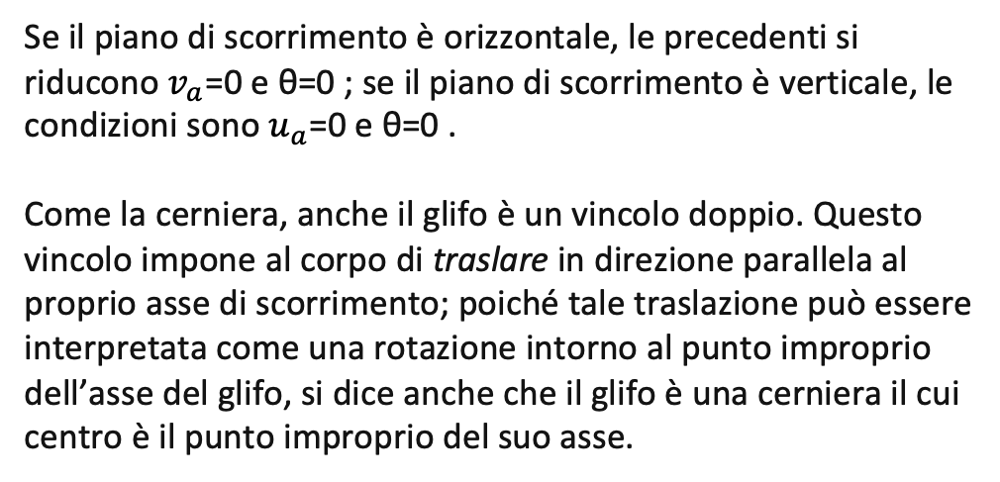 Se il piano di scorrimento è orizzontale, le precedenti si
riducono 𝑣ₐ=0 e θ=0 ; se il piano di scorrimento è verticale, le
condizioni sono 𝑢ₐ=0 e θ=0 .
Come la cerniera, anche il glifo è un vincolo doppio. Questo
vincolo impone al corpo di traslare in direzione parallela al
proprio asse di scorrimento; poiché tale traslazione può essere
interpretata come una rotazione intorno al punto improprio
dell’asse del glifo, si dice anche che il glifo è una cerniera il cui
centro è il punto improprio del suo asse.